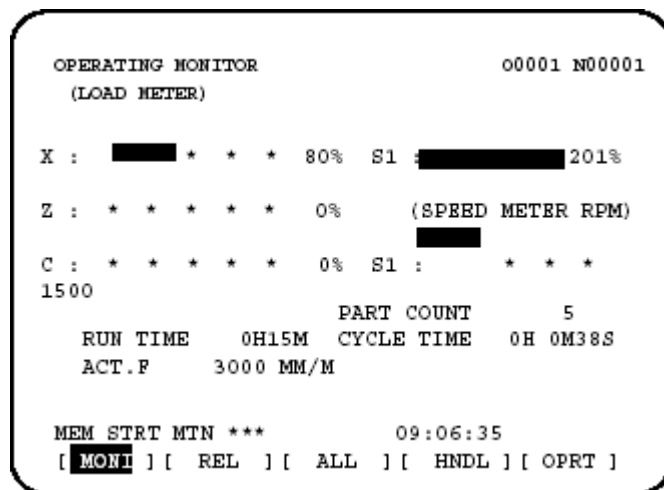 OPERATING MONITOR O0001 N00001
(LOAD METER)
X : * * * 80% S1 : 201%
Z : * * * * * 0% (SPEED METER RPM)
C : * * * * * 0% S1 : * * *
1500
PART COUNT 5
RUN TIME 0H15M CYCLE TIME 0H 0M38S
ACT.F 3000 MM/M
MEM STRT MTN *** 09:06:35
[ MONI ] [ REL ] [ ALL ] [ HNDL ] [ OPRT ]